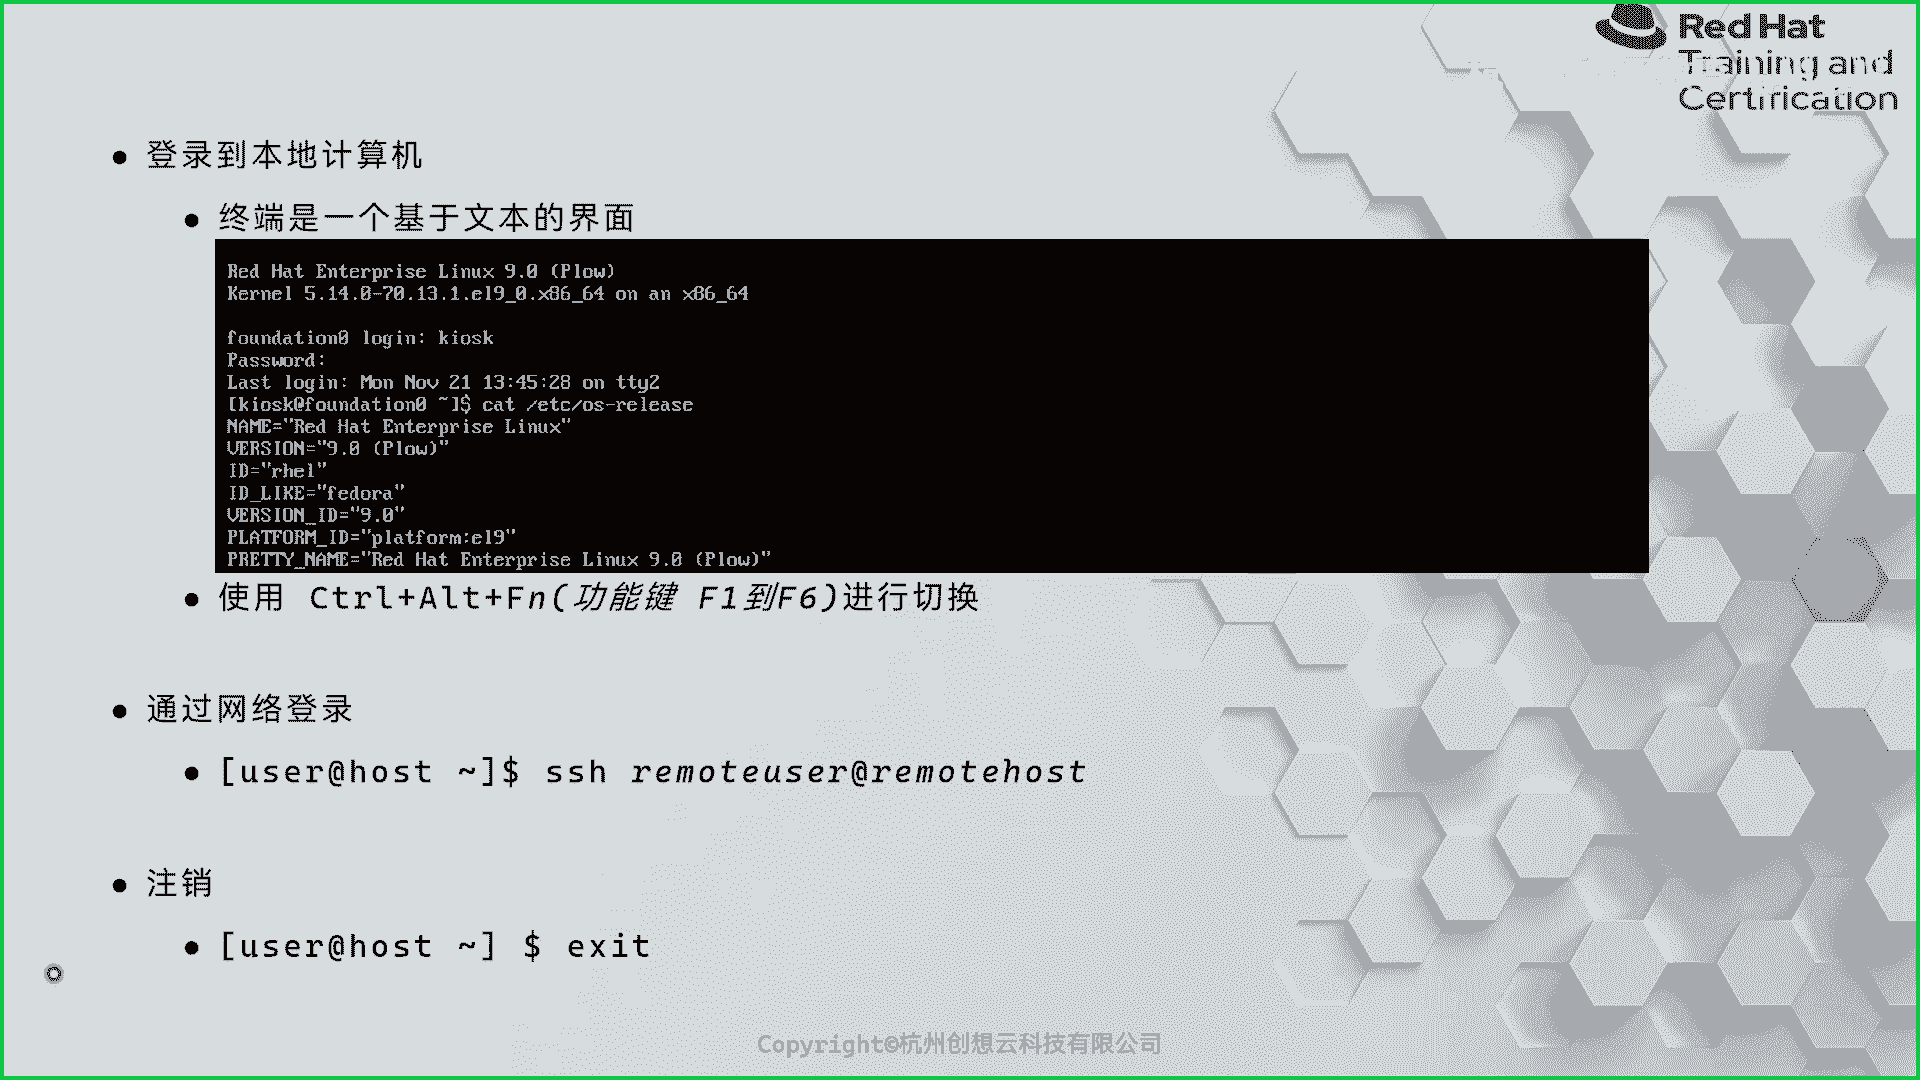 Red Hat
Training and
Certification
● 登录到本地计算机
● 终端是一个基于文本的界面
Red Hat Enterprise Linux 9.0 (Plow)
Kernel 5.14.0-70.13.1.el9_0.x86_64 on an x86_64
foundation0 login: kiosk
Password:
Last login: Mon Nov 21 13:45:28 on tty2
[kiosk@foundation0 ~]$ cat /etc/os-release
NAME="Red Hat Enterprise Linux"
VERSION="9.0 (Plow)"
ID="rhel"
ID_LIKE="fedora"
VERSION_ID="9.0"
PLATFORM_ID="platform:el9"
PRETTY_NAME="Red Hat Enterprise Linux 9.0 (Plow)"
● 使用 Ctrl+Alt+Fn(功能键 F1到F6)进行切换
● 通过网络登录
● [user@host ~]$ ssh remoteuser@remotehost
● 注销
● [user@host ~] $ exit
Copyright©杭州创想云科技有限公司